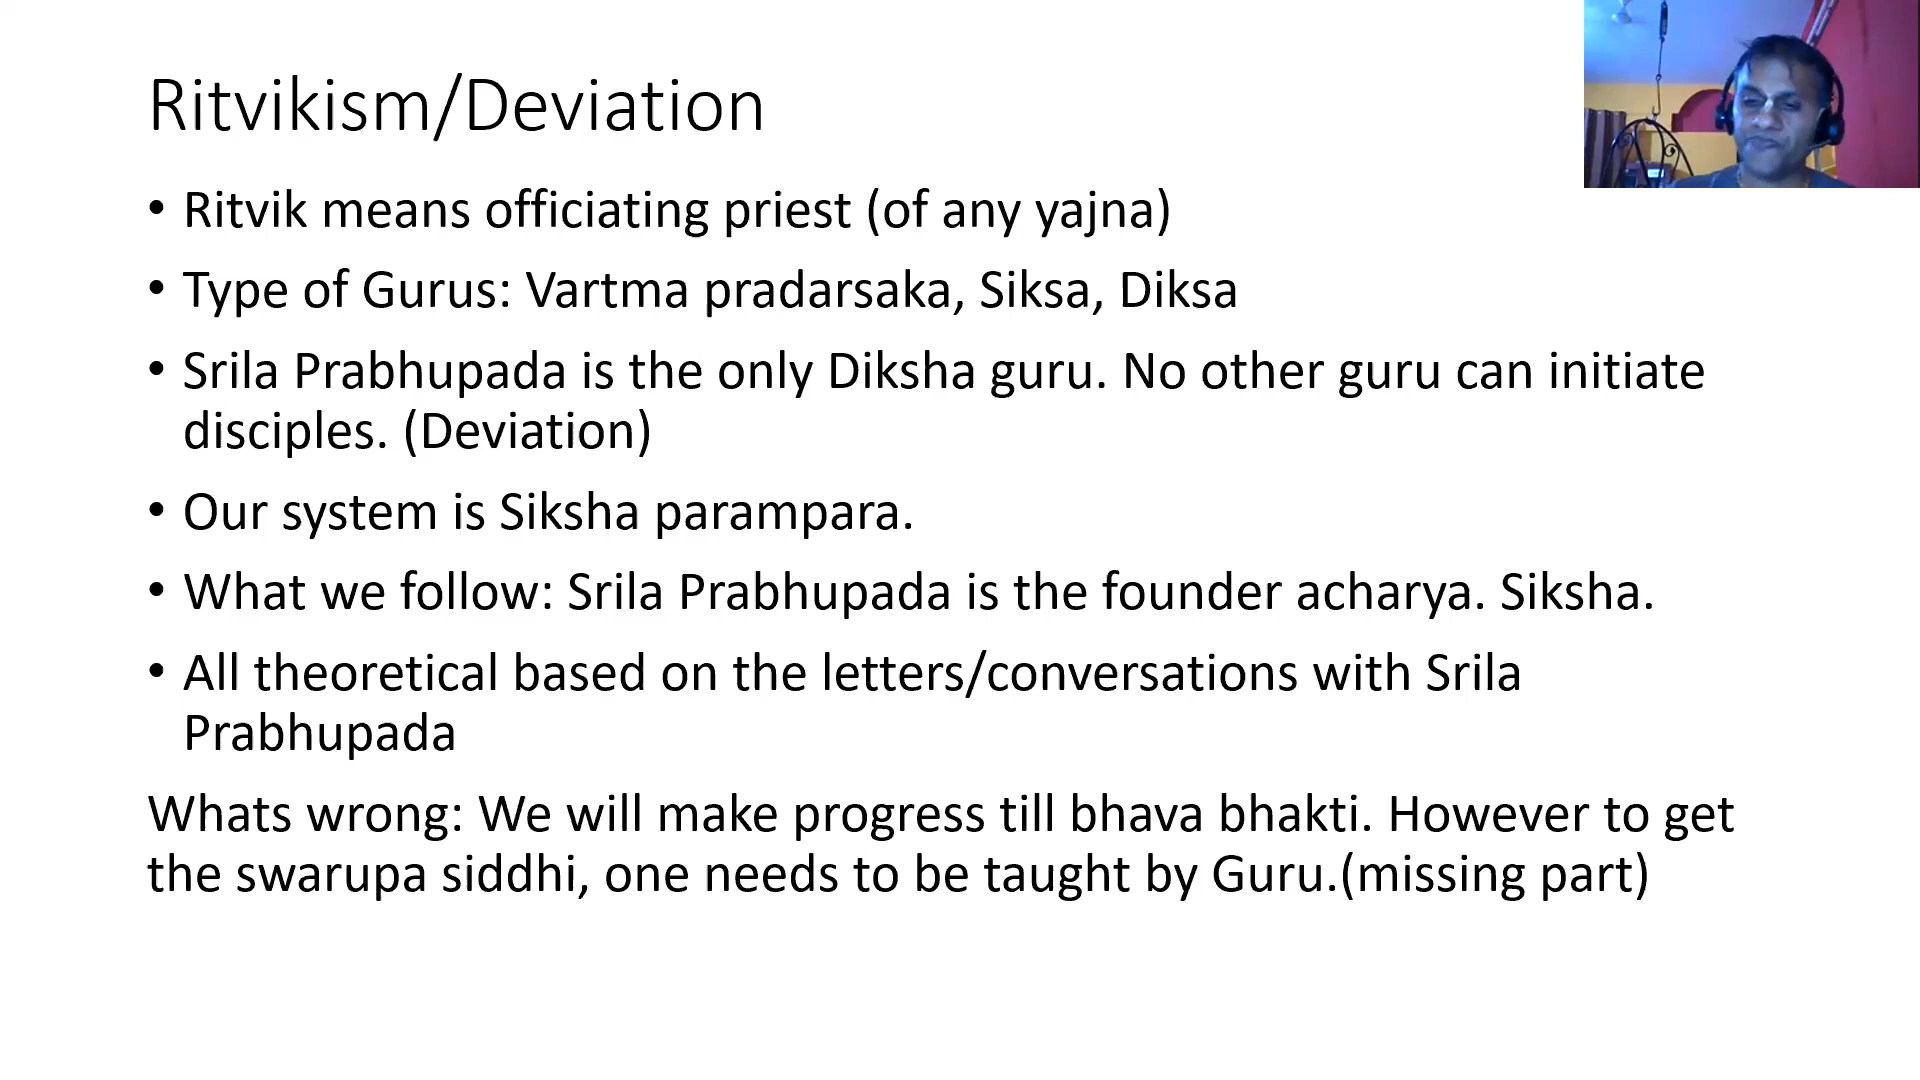 Ritvikism/Deviation
• Ritvik means officiating priest (of any yajna)
• Type of Gurus: Vartma pradarsaka, Siksa, Diksa
• Srila Prabhupada is the only Diksha guru. No other guru can initiate
disciples. (Deviation)
• Our system is Siksha parampara.
• What we follow: Srila Prabhupada is the founder acharya. Siksha.
• All theoretical based on the letters/conversations with Srila
Prabhupada
Whats wrong: We will make progress till bhava bhakti. However to get
the swarupa siddhi, one needs to be taught by Guru.(missing part)